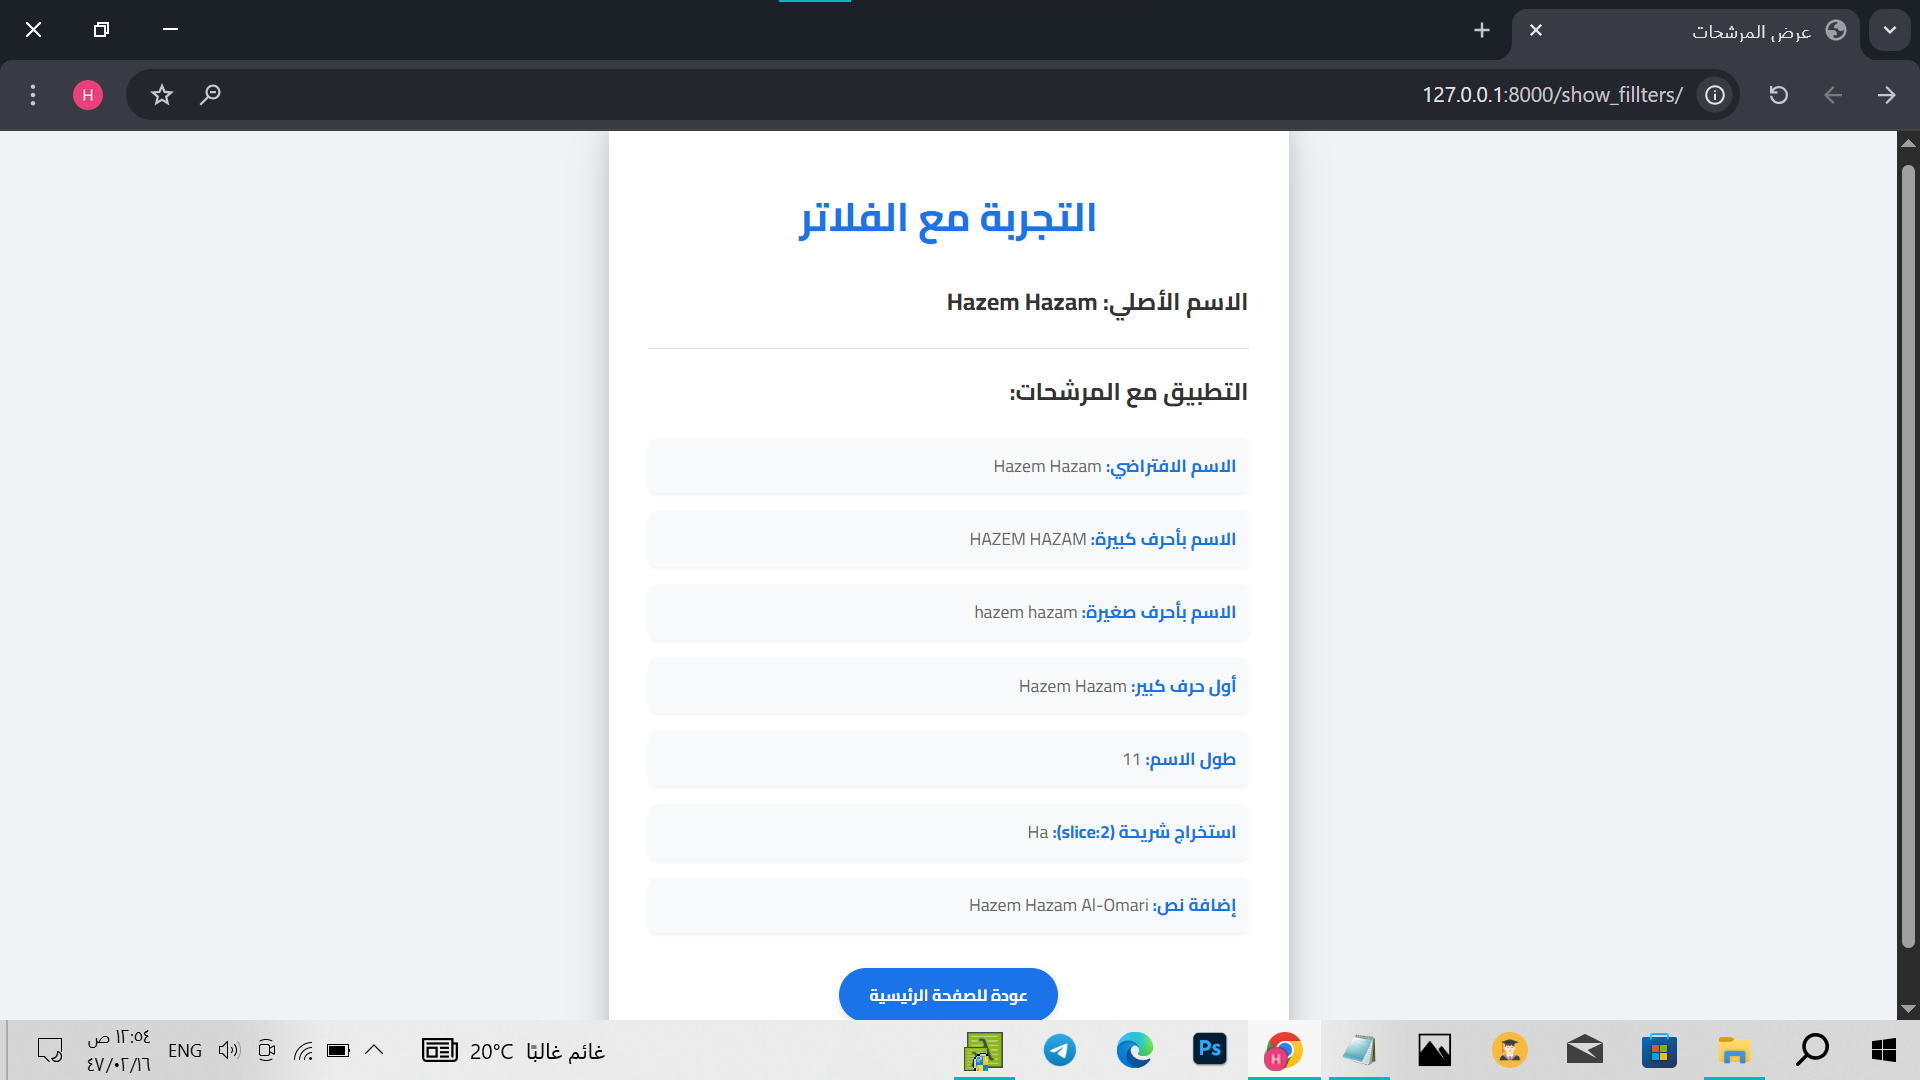 عرض المرشحات
127.0.0.1:8000/show_fillters/
H
التجربة مع الفلاتر
الاسم الأصلي: Hazem Hazam
التطبيق مع المرشحات:
الاسم الافتراضي: Hazem Hazam
الاسم بأحرف كبيرة: HAZEM HAZAM
الاسم بأحرف صغيرة: hazem hazam
أول حرف كبير: Hazem Hazam
طول الاسم: 11
استخراج شريحة (slice:2): Ha
إضافة نص: Hazem Hazam Al-Omari
عودة للصفحة الرئيسية
H
Ps
غائم غالبًا 20°C
ENG
١٢:٥٤ ص
٤٧/٠٢/١٦